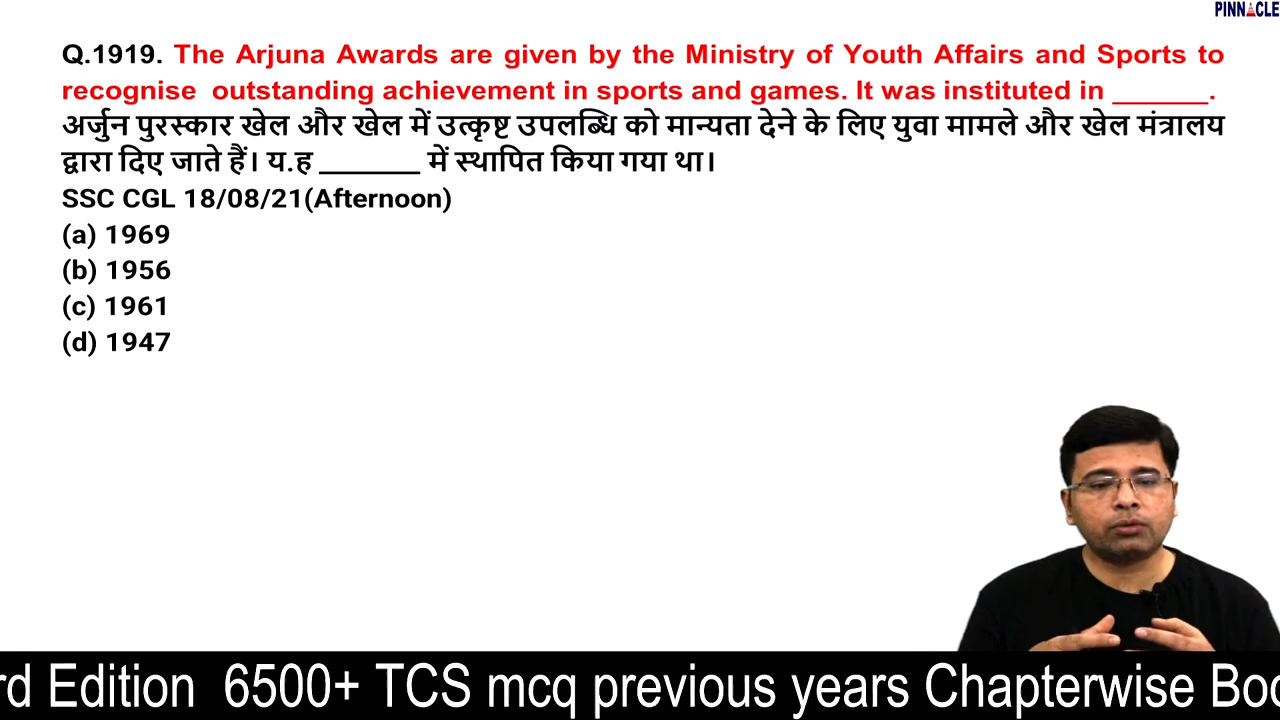 PINNACLE
Q.1919. The Arjuna Awards are given by the Ministry of Youth Affairs and Sports to
recognise outstanding achievement in sports and games. It was instituted in ______.
अर्जुन पुरस्कार खेल और खेल में उत्कृष्ट उपलब्धि को मान्यता देने के लिए युवा मामले और खेल मंत्रालय
द्वारा दिए जाते हैं। य.ह _______ में स्थापित किया गया था।
SSC CGL 18/08/21(Afternoon)
(a) 1969
(b) 1956
(c) 1961
(d) 1947
rd Edition 6500+ TCS mcq previous years Chapterwise Boo